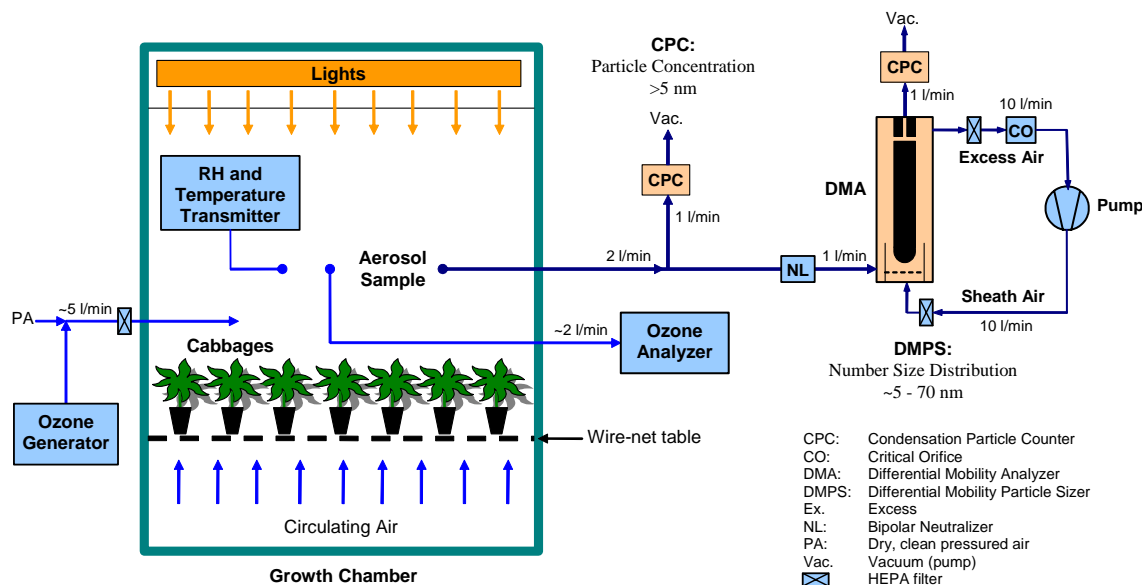 Lights
RH and
Temperature
Transmitter
Aerosol
Sample
PA
~5 l/min
Cabbages
Ozone
Generator
Wire-net table
Circulating Air
Growth Chamber
CPC:
Particle Concentration
>5 nm
Vac.
CPC
1 l/min
2 l/min
NL
1 l/min
~2 l/min
Ozone
Analyzer
Vac.
CPC
1 l/min
10 l/min
CO
Excess Air
DMA
Pump
Sheath Air
10 l/min
DMPS:
Number Size Distribution
~5 - 70 nm
CPC: Condensation Particle Counter
CO: Critical Orifice
DMA: Differential Mobility Analyzer
DMPS: Differential Mobility Particle Sizer
Ex. Excess
NL: Bipolar Neutralizer
PA: Dry, clean pressured air
Vac. Vacuum (pump)
HEPA filter